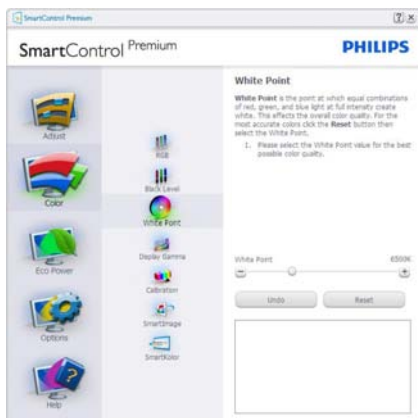 SmartControl Premium
SmartControl Premium
PHILIPS
Adjust
Color
Eco Power
Options
Help
RGB
Black Level
White Point
Display Gamma
Calibration
SmartImage
SmartKolor
White Point
White Point is the point at which equal combinations
of red, green, and blue light at full intensity create
white. This effects the overall color quality. For the
most accurate colors click the Reset button then
select the White Point.
1. Please select the White Point value for the best
possible color quality.
White Point 6500K
Undo Reset